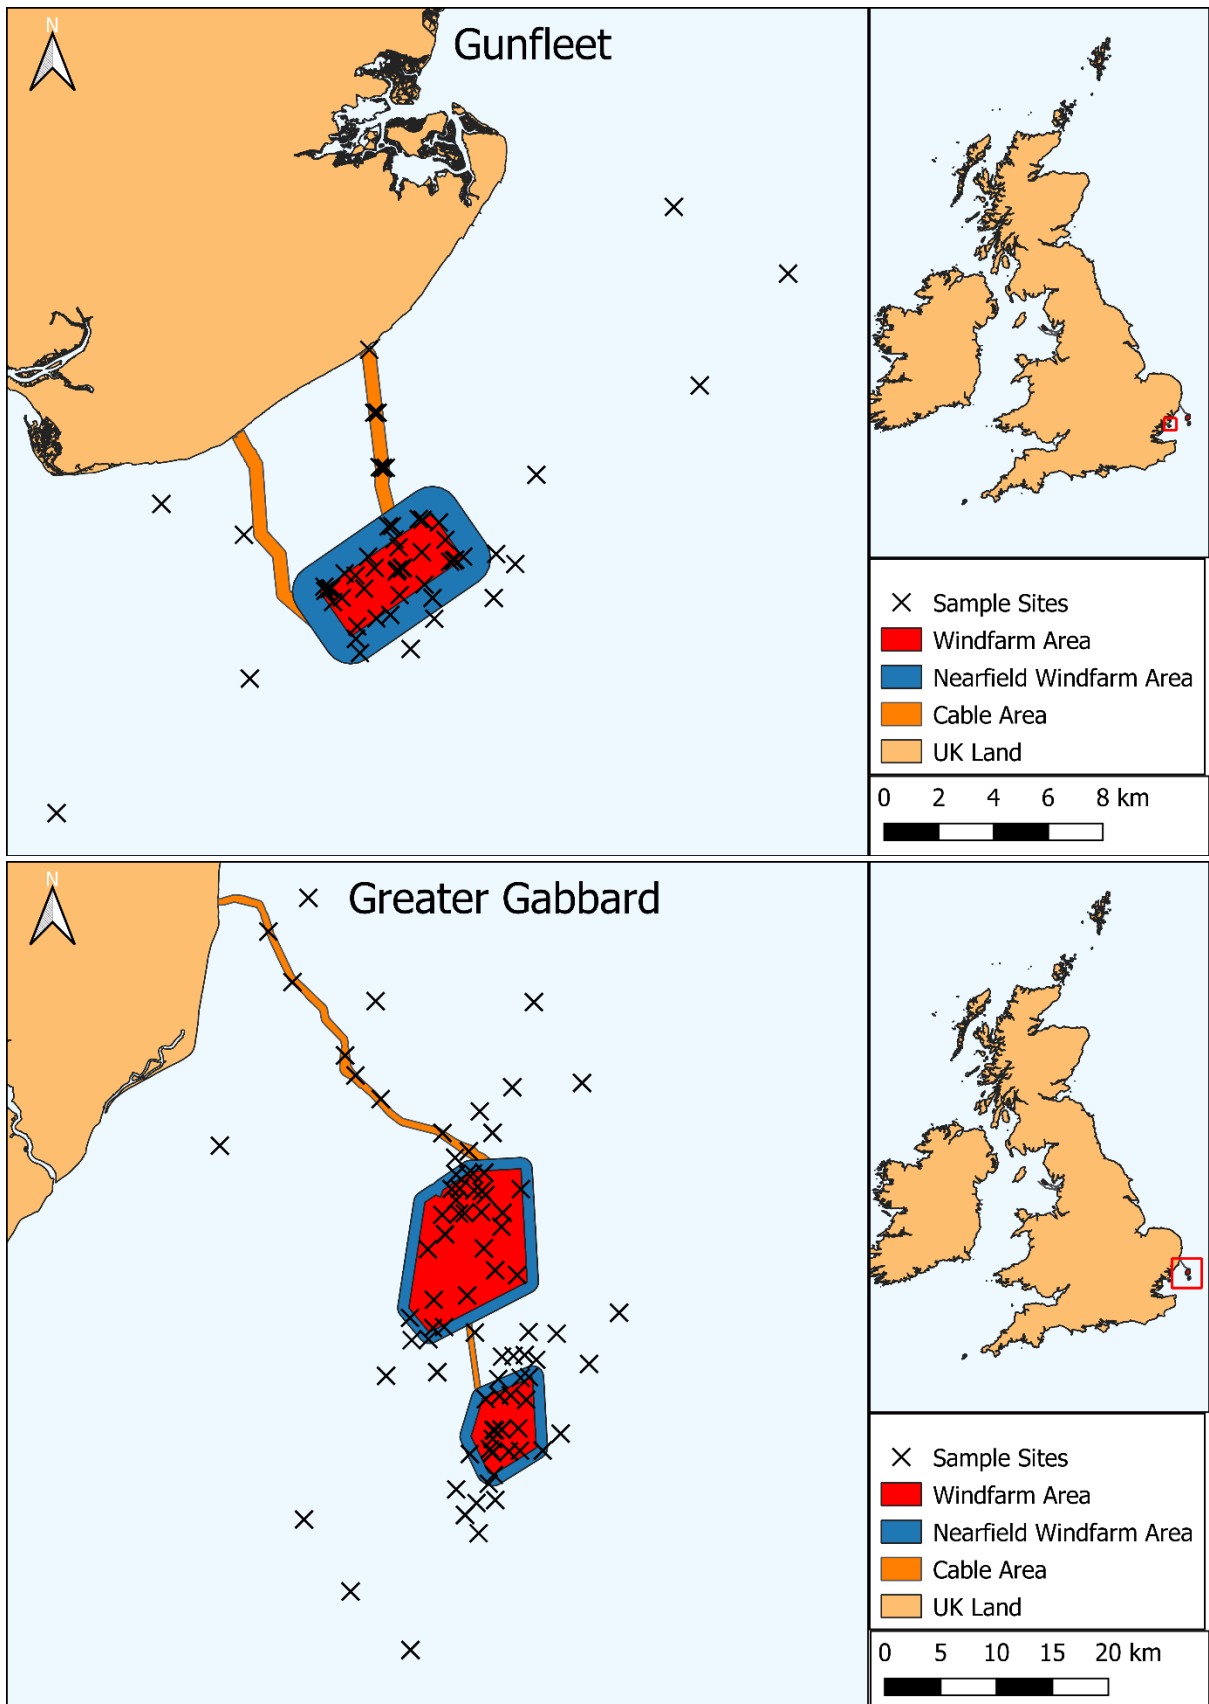 N
Gunfleet
Sample Sites
Windfarm Area
Nearfield Windfarm Area
Cable Area
UK Land
0 2 4 6 8 km
N
Greater Gabbard
Sample Sites
Windfarm Area
Nearfield Windfarm Area
Cable Area
UK Land
0 5 10 15 20 km